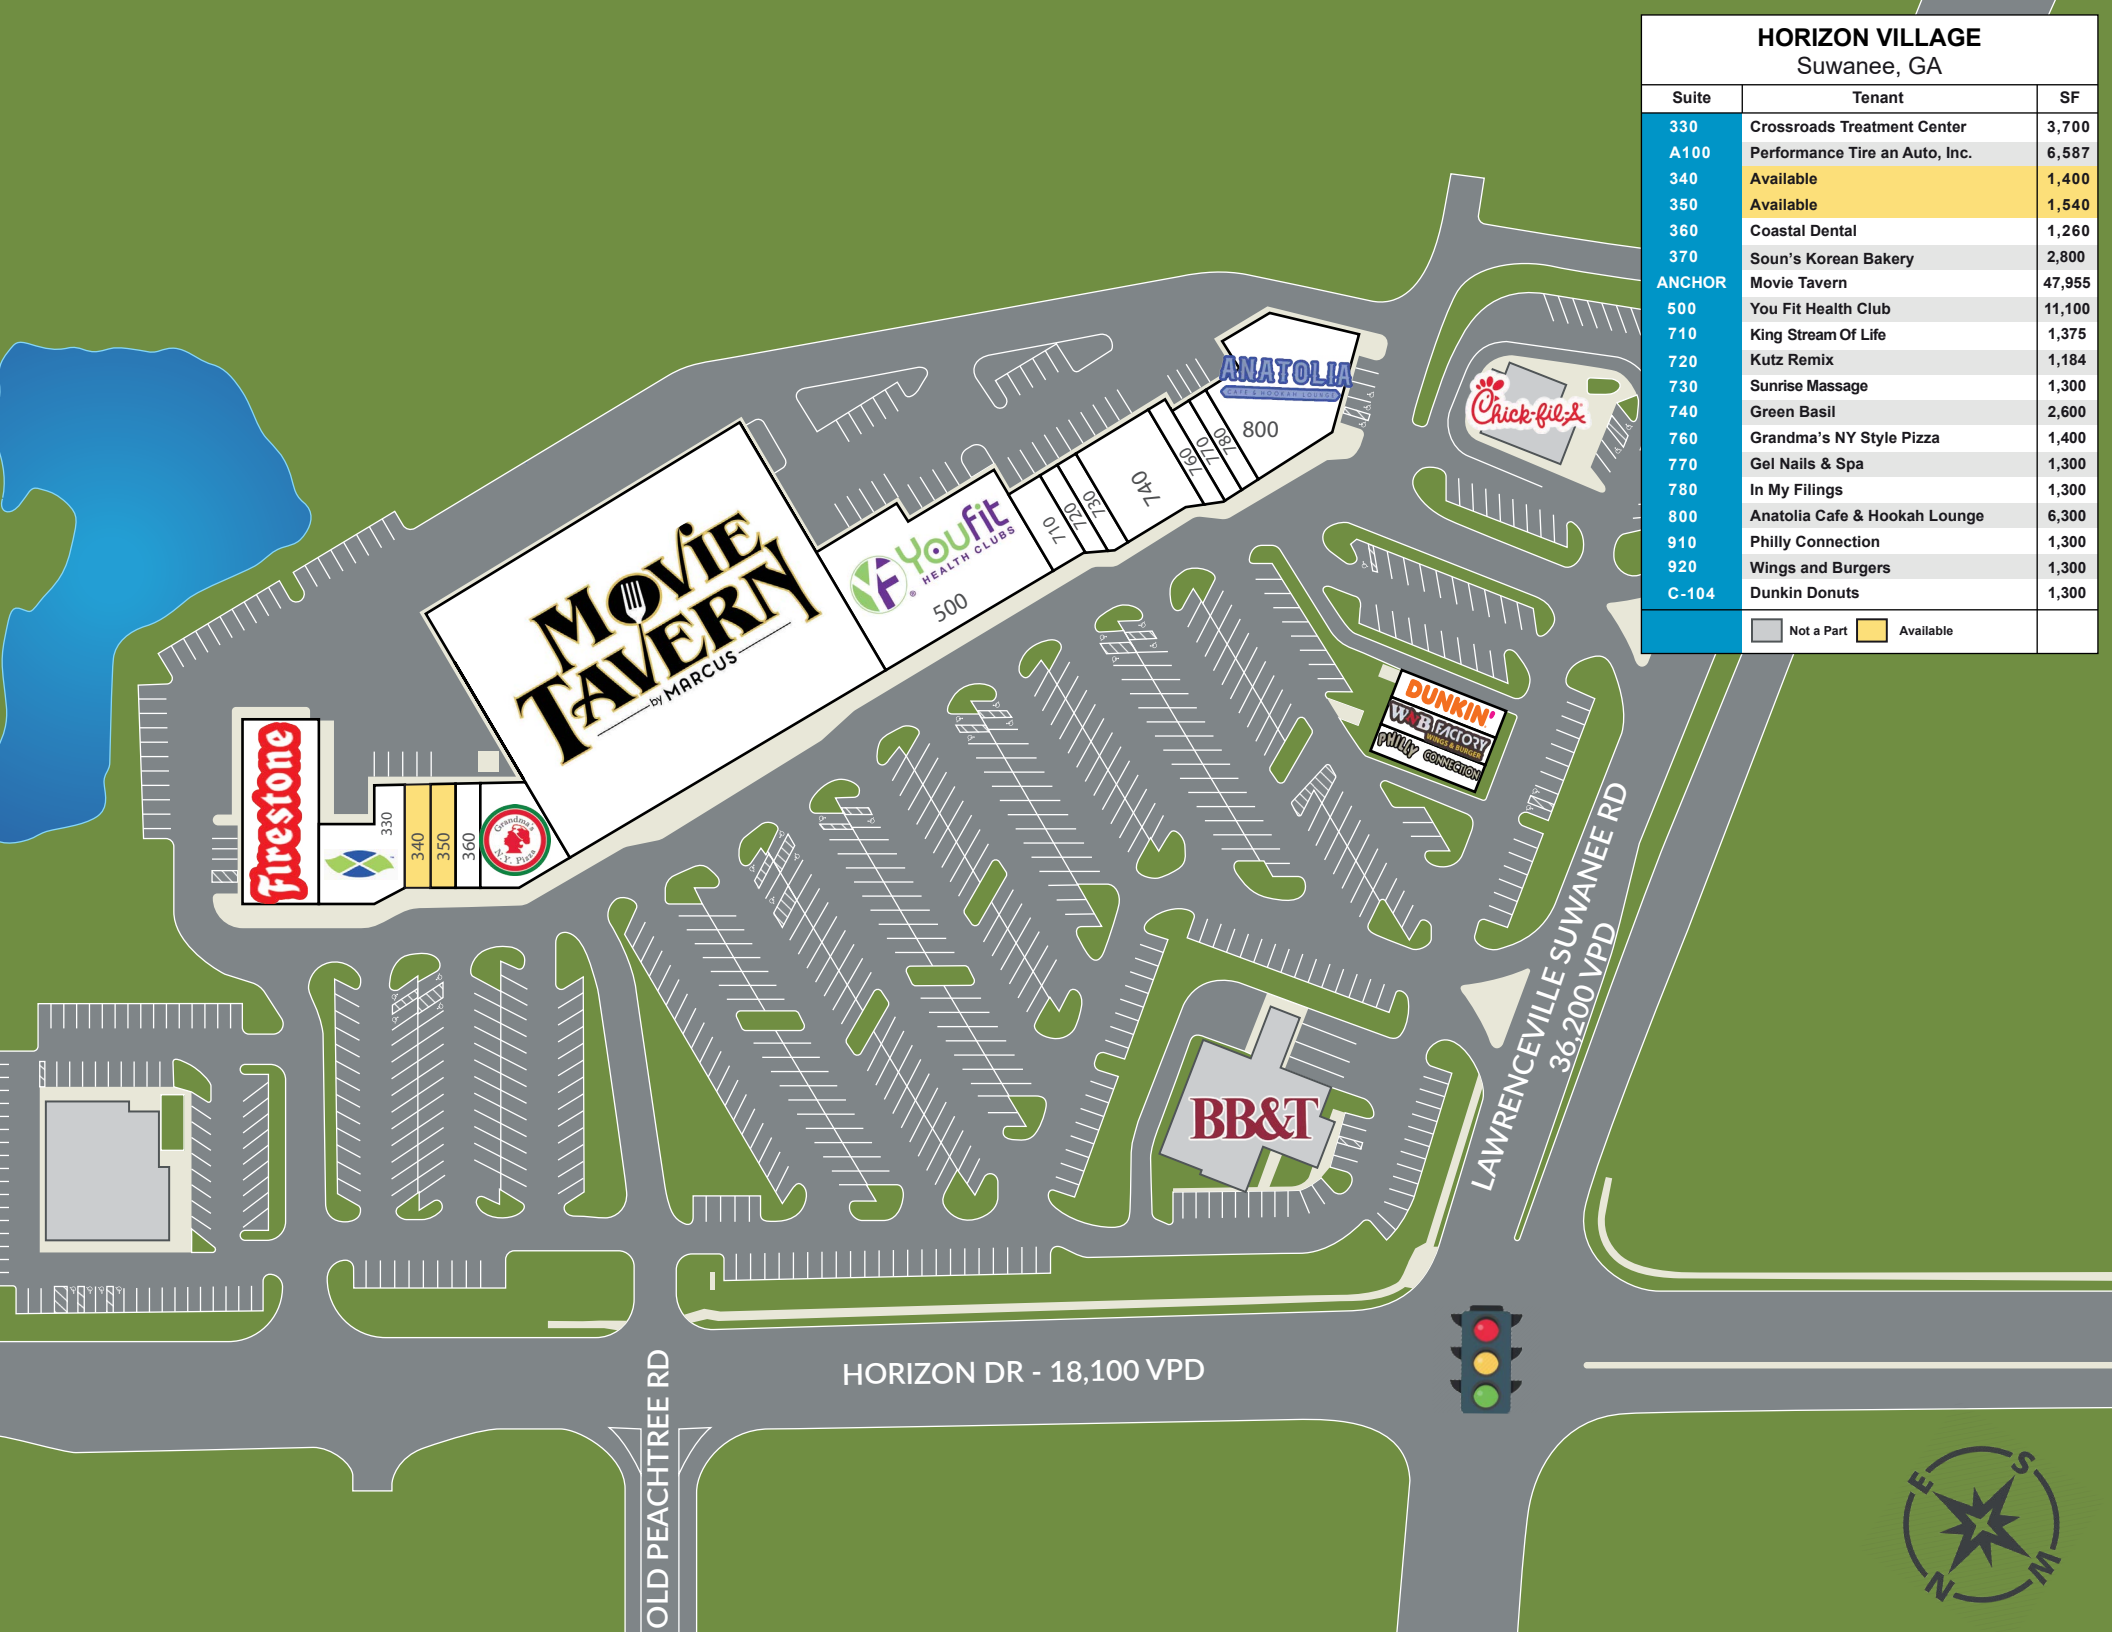 HORIZON VILLAGE
Suwanee, GA
Suite Tenant SF
330 Crossroads Treatment Center 3,700
A100 Performance Tire an Auto, Inc. 6,587
340 Available 1,400
350 Available 1,540
360 Coastal Dental 1,260
370 Soun's Korean Bakery 2,800
ANCHOR Movie Tavern 47,955
500 You Fit Health Club 11,100
710 King Stream Of Life 1,375
720 Kutz Remix 1,184
730 Sunrise Massage 1,300
740 Green Basil 2,600
760 Grandma's NY Style Pizza 1,400
770 Gel Nails & Spa 1,300
780 In My Filings 1,300
800 Anatolia Cafe & Hookah Lounge 6,300
910 Philly Connection 1,300
920 Wings and Burgers 1,300
C-104 Dunkin Donuts 1,300
Not a Part Available
ANATOLIA
CAFE & HOOKAH LOUNGE
800
780
770
760
740
730
720
710
Chick-fil-A
YF Youfit
HEALTH CLUBS
500
MOVIE
TAVERN
by MARCUS
DUNKIN'
WNB FACTORY
WINGS & BURGER
PHILLY CONNECTION
Firestone
330
340
350
360
Grandma's
N.Y. Pizza
BB&T
LAWRENCEVILLE SUWANEE RD
36,200 VPD
HORIZON DR - 18,100 VPD
OLD PEACHTREE RD
E
S
N
W